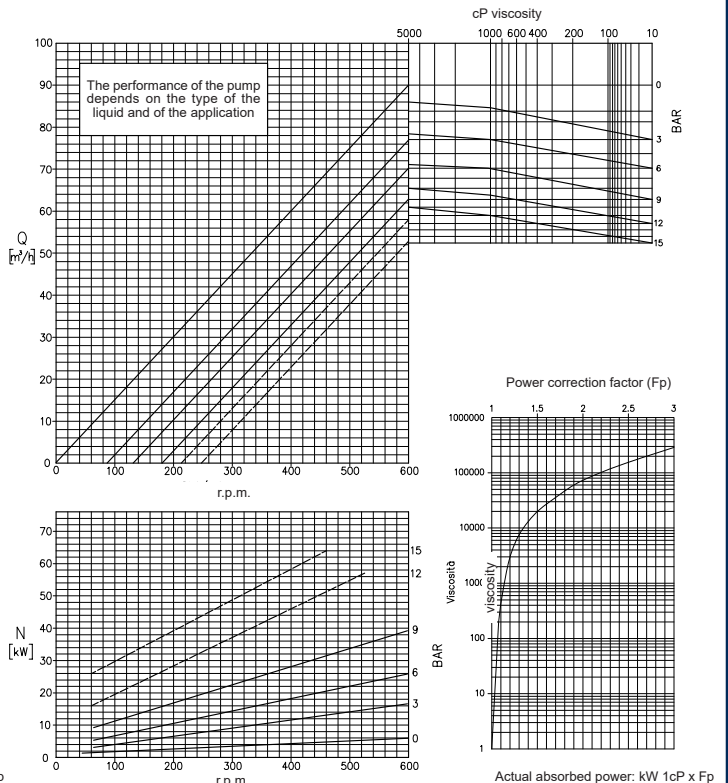 cP viscosity
5000 1000 600 400 200 100 10
100
90
80
70
60
50
40
30
20
10
0
Q
[m³/h]
The performance of the pump
depends on the type of the
liquid and of the application
0
3
6
9
12
15
BAR
0 100 200 300 400 500 600
r.p.m.
Power correction factor (Fp)
1 1.5 2 2.5 3
1000000
100000
10000
1000
100
10
1
Viscosità
viscosity
70
60
50
40
30
20
10
0
N
[kW]
15
12
9
6
3
0
BAR
0 100 200 300 400 500 600
r.p.m.
Actual absorbed power: kW 1cP x Fp